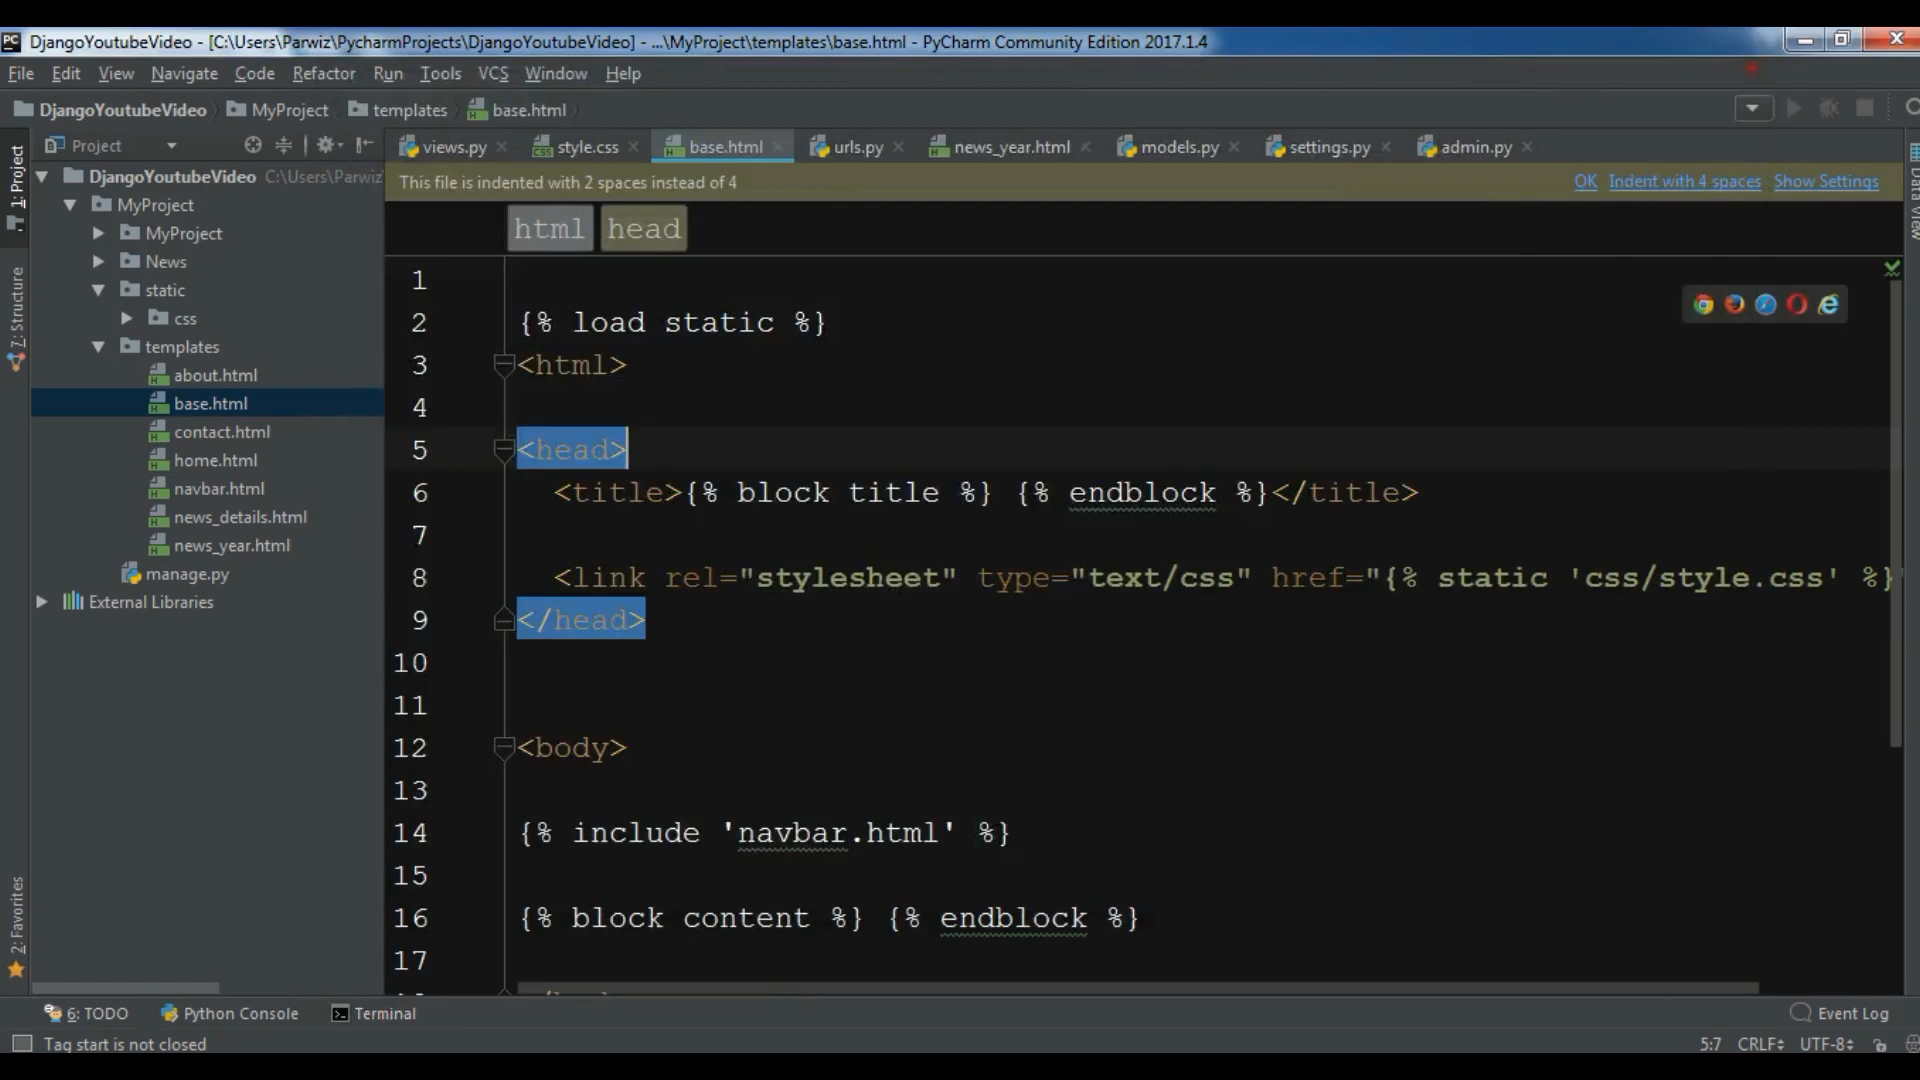 PC DjangoYoutubeVideo - [C:\Users\Parwiz\PycharmProjects\DjangoYoutubeVideo] - ...\MyProject\templates\base.html - PyCharm Community Edition 2017.1.4
File Edit View Navigate Code Refactor Run Tools VCS Window Help
DjangoYoutubeVideo MyProject templates base.html
Project
views.py style.css base.html urls.py news_year.html models.py settings.py admin.py
This file is indented with 2 spaces instead of 4 OK Indent with 4 spaces Show Settings
html head
1: Project
7: Structure
2: Favorites
Data View
DjangoYoutubeVideo C:\Users\Parwiz
MyProject
MyProject
News
static
css
templates
about.html
base.html
contact.html
home.html
navbar.html
news_details.html
news_year.html
manage.py
External Libraries
1
2 {% load static %}
3 <html>
4
5 <head>
6 <title>{% block title %} {% endblock %}</title>
7
8 <link rel="stylesheet" type="text/css" href="{% static 'css/style.css' %}
9 </head>
10
11
12 <body>
13
14 {% include 'navbar.html' %}
15
16 {% block content %} {% endblock %}
17
6: TODO Python Console Terminal Event Log
Tag start is not closed 5:7 CRLF UTF-8